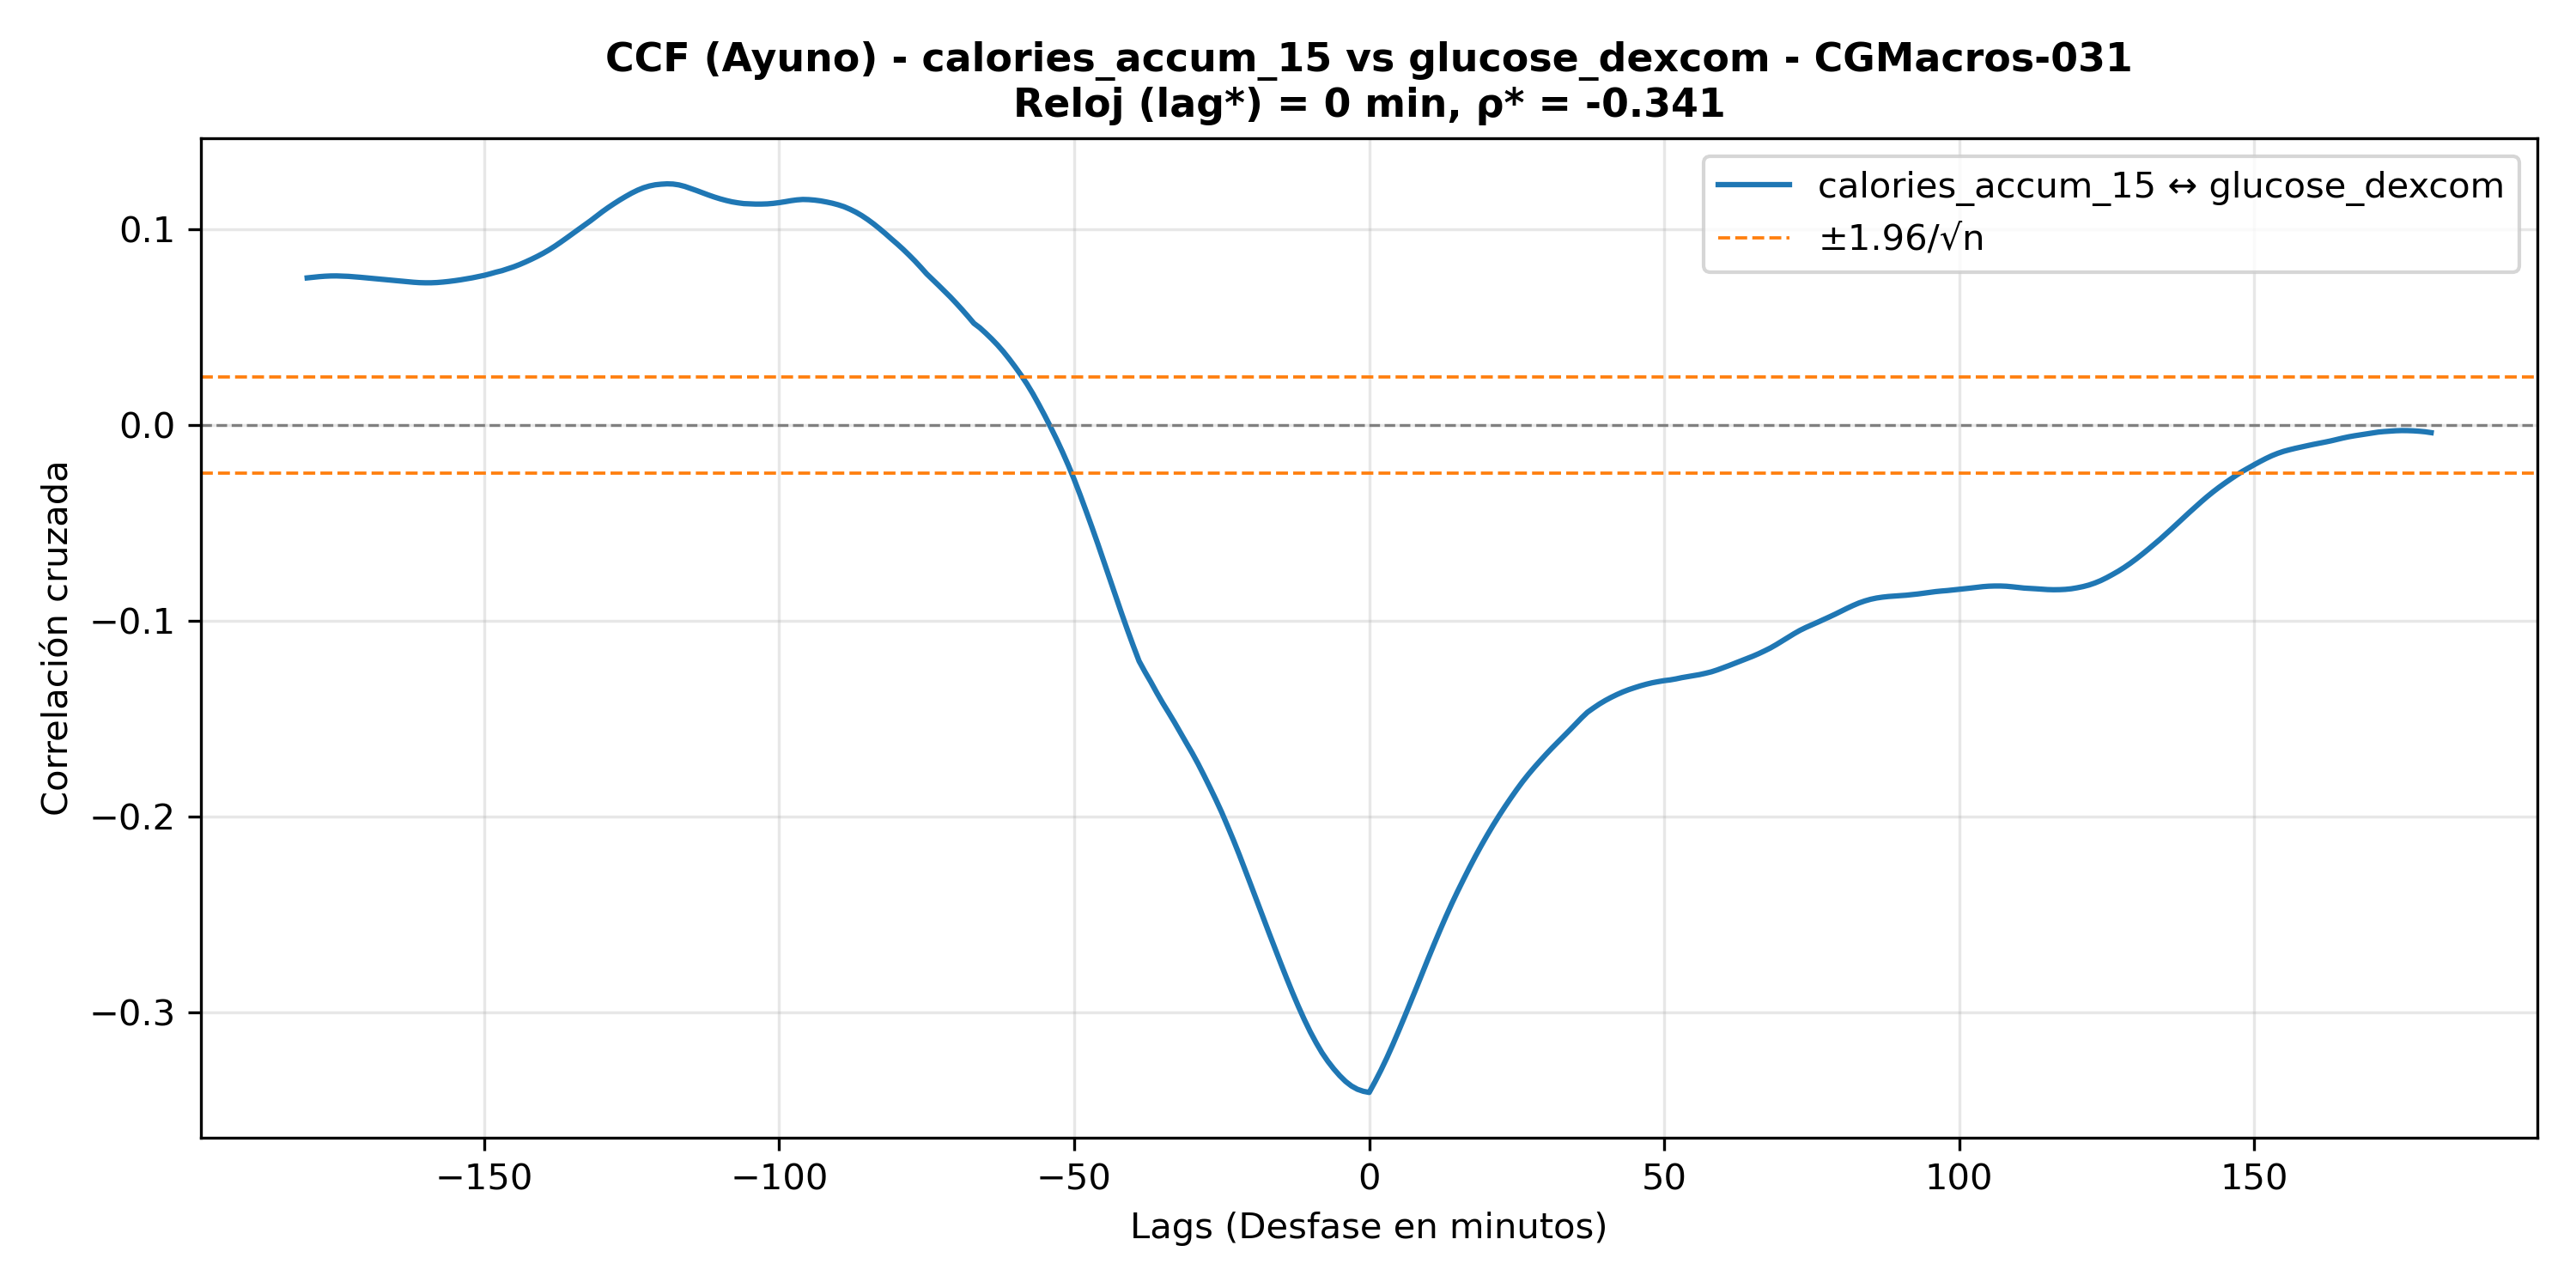 CCF (Ayuno) - calories_accum_15 vs glucose_dexcom - CGMacros-031
Reloj (lag*) = 0 min, ρ* = -0.341
calories_accum_15 ↔ glucose_dexcom
±1.96/√n
Correlación cruzada
0.1
0.0
−0.1
−0.2
−0.3
−150
−100
−50
0
50
100
150
Lags (Desfase en minutos)